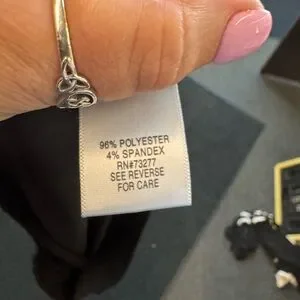 96% POLYESTER
4% SPANDEX
RN#73277
SEE REVERSE
FOR CARE